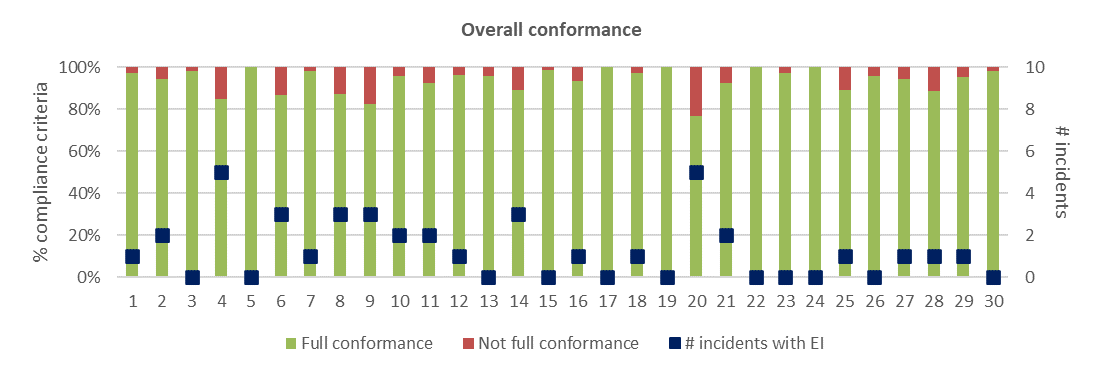 Overall conformance
% compliance criteria
100%
80%
60%
40%
20%
0%
10
8
6
4
2
0
# incidents
1 2 3 4 5 6 7 8 9 10 11 12 13 14 15 16 17 18 19 20 21 22 23 24 25 26 27 28 29 30
Full conformance Not full conformance # incidents with EI